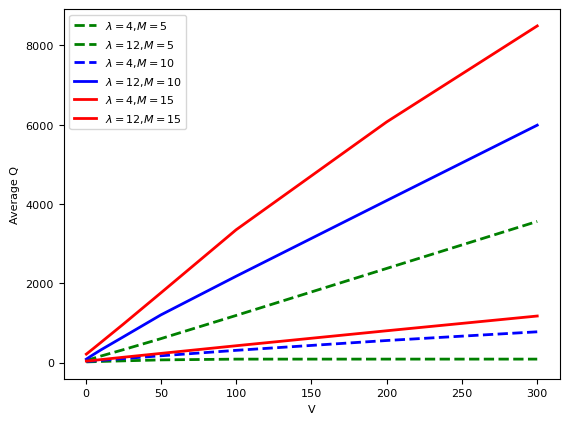 λ = 4,M = 5
λ = 12,M = 5
λ = 4,M = 10
λ = 12,M = 10
λ = 4,M = 15
λ = 12,M = 15
8000
6000
4000
2000
0
Average Q
0 50 100 150 200 250 300
V